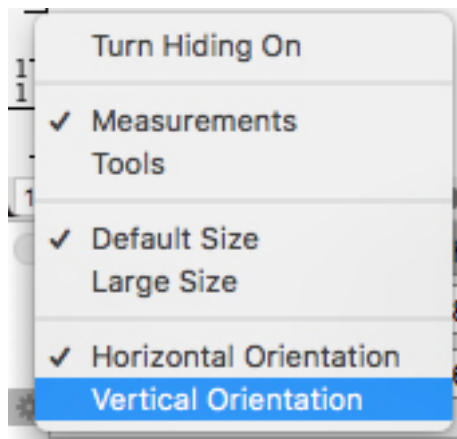 Turn Hiding On
✓ Measurements
Tools
✓ Default Size
Large Size
✓ Horizontal Orientation
Vertical Orientation